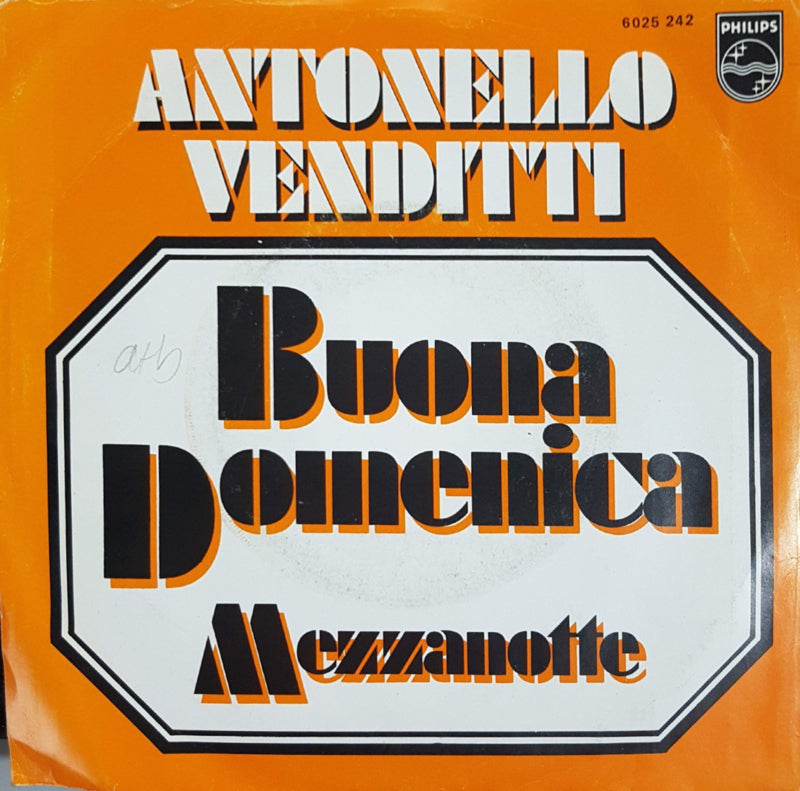 6025 242
PHILIPS
ANTONELLO
VENDITTI
a+b
Buona
Domenica
Mezzanotte